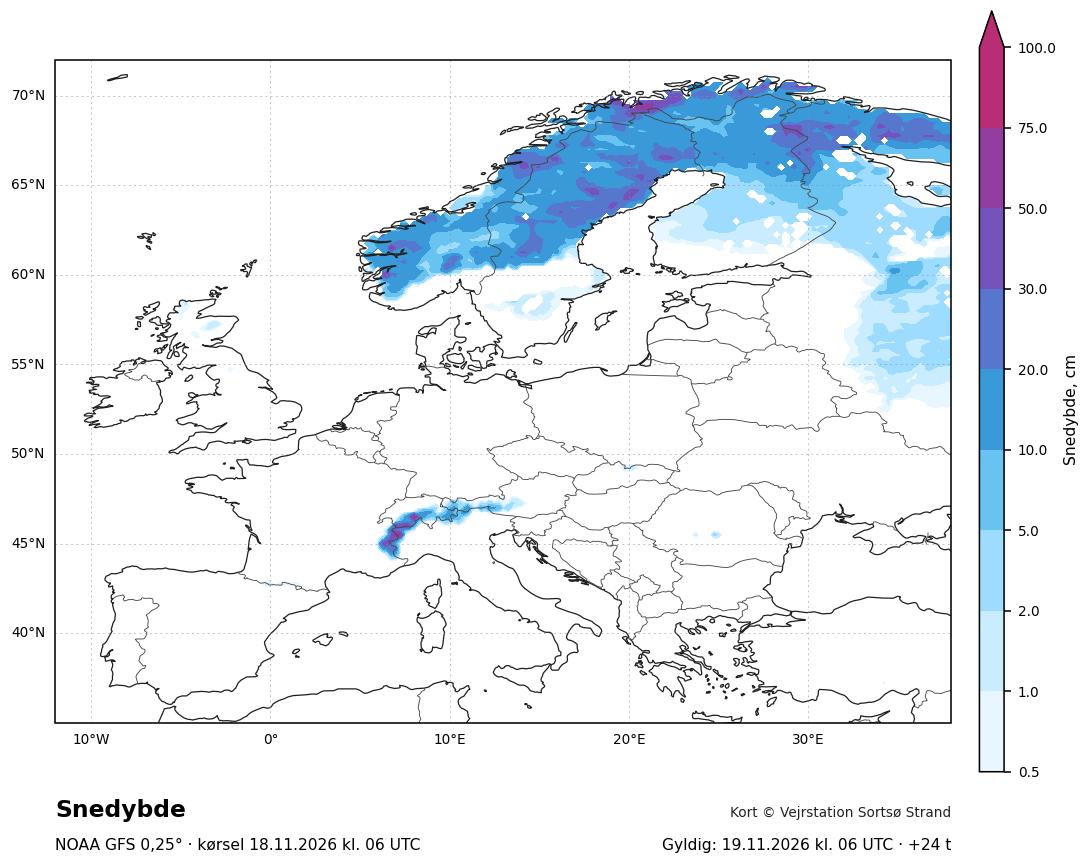 100.0
75.0
50.0
30.0
20.0
10.0
5.0
2.0
1.0
0.5
Snedybde, cm
70°N
65°N
60°N
55°N
50°N
45°N
40°N
10°W
0°
10°E
20°E
30°E
Snedybde
Kort © Vejrstation Sortsø Strand
NOAA GFS 0,25° · kørsel 18.11.2026 kl. 06 UTC
Gyldig: 19.11.2026 kl. 06 UTC · +24 t